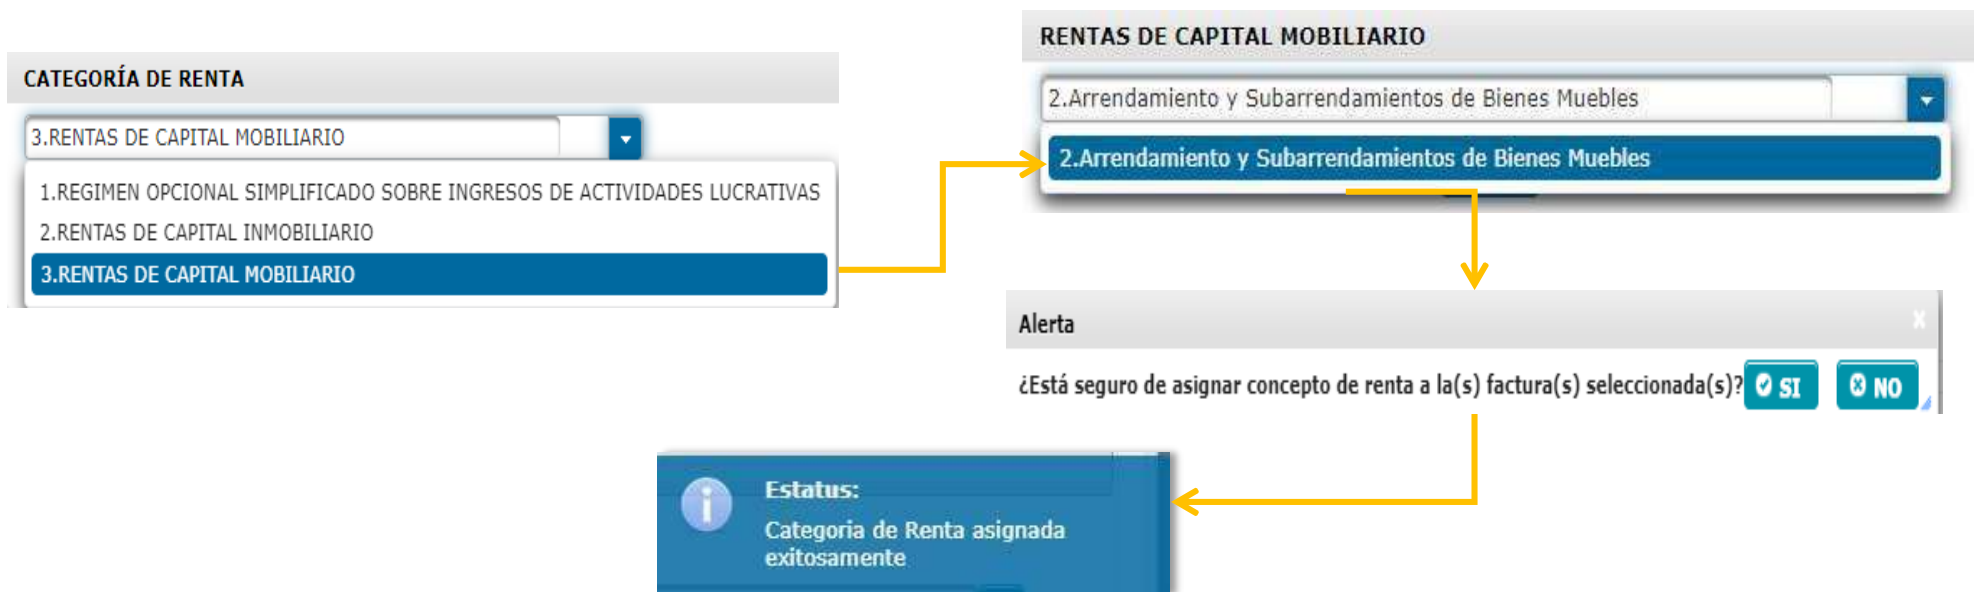 CATEGORÍA DE RENTA
3.RENTAS DE CAPITAL MOBILIARIO
1.REGIMEN OPCIONAL SIMPLIFICADO SOBRE INGRESOS DE ACTIVIDADES LUCRATIVAS
2.RENTAS DE CAPITAL INMOBILIARIO
3.RENTAS DE CAPITAL MOBILIARIO
RENTAS DE CAPITAL MOBILIARIO
2.Arrendamiento y Subarrendamientos de Bienes Muebles
2.Arrendamiento y Subarrendamientos de Bienes Muebles
Alerta
X
¿Está seguro de asignar concepto de renta a la(s) factura(s) seleccionada(s)? SI NO
Estatus:
Categoria de Renta asignada
exitosamente